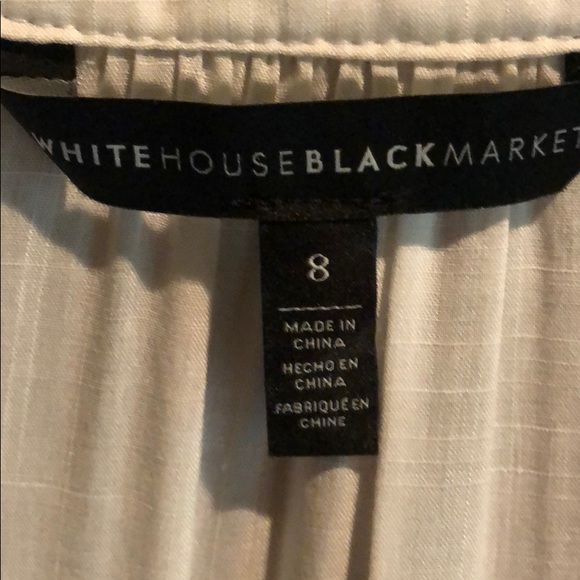 WHITEHOUSEBLACKMARKET
8
MADE IN
CHINA
HECHO EN
CHINA
FABRIQUÉ EN
CHINE